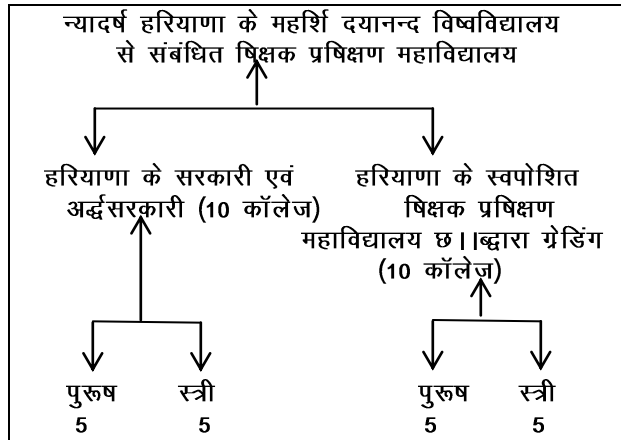 न्यादर्ष हरियाणा के महर्शि दयानन्द विष्वविद्यालय
से संबंधित षिक्षक प्रषिक्षण महाविद्यालय
हरियाणा के सरकारी एवं
अर्द्धसरकारी (10 कॉलेज)
हरियाणा के स्वपोशित
षिक्षक प्रषिक्षण
महाविद्यालय छ।।ब्द्वारा ग्रेडिंग
(10 कॉलेज)
पुरूष स्त्री
5 5
पुरूष स्त्री
5 5